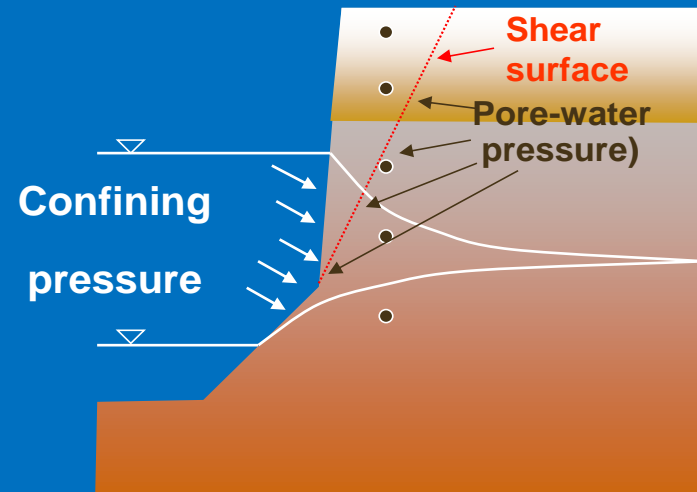 Shear
surface
Pore-water
pressure)
Confining
pressure